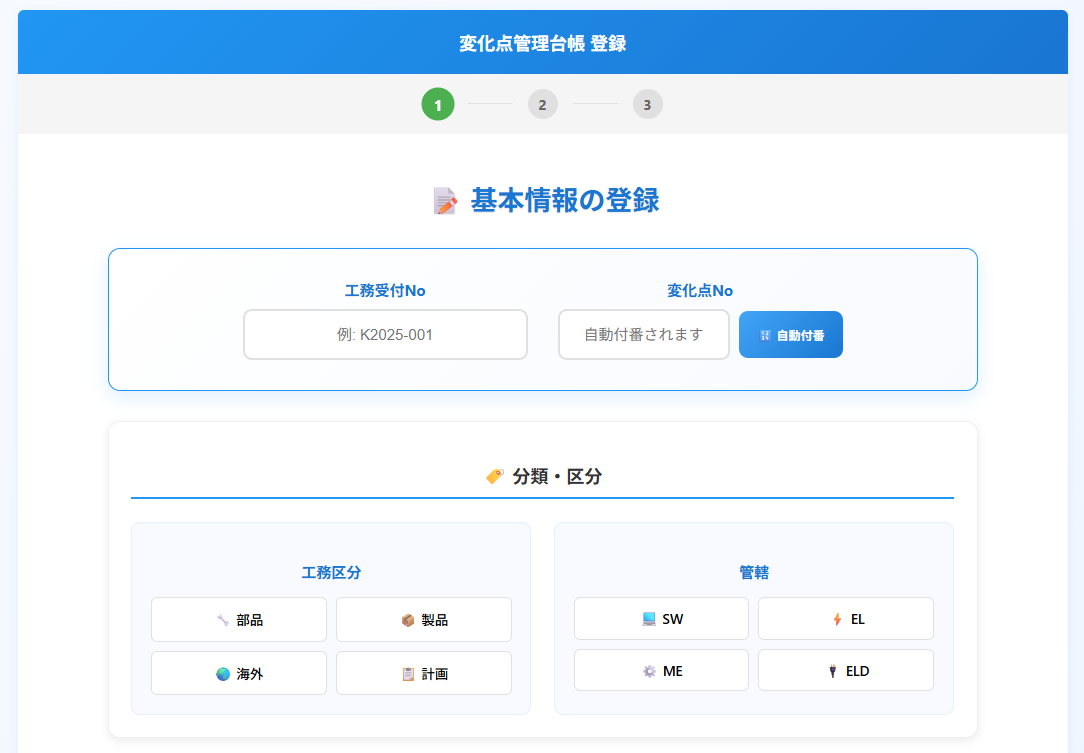 変化点管理台帳 登録
1 2 3
基本情報の登録
工務受付No 変化点No
例: K2025-001 自動付番されます 自動付番
分類・区分
工務区分 管轄
部品 製品 SW EL
海外 計画 ME ELD